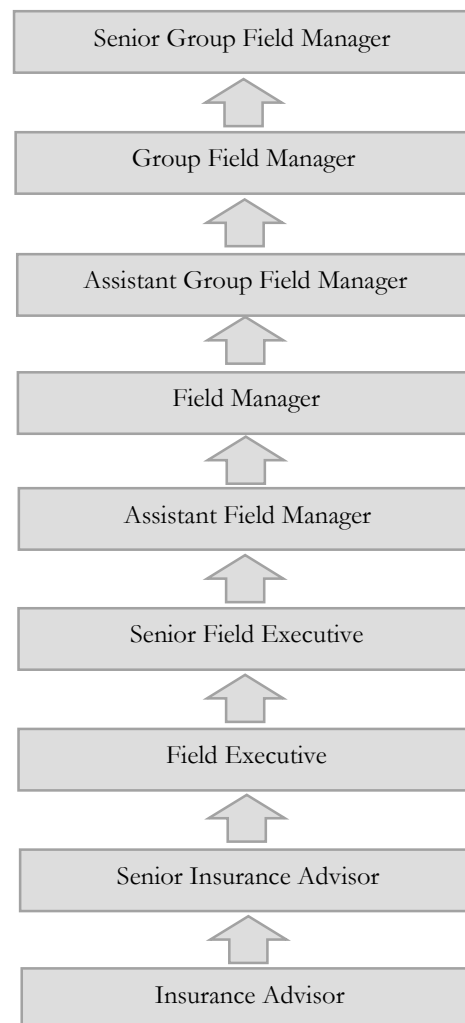 Senior Group Field Manager
Group Field Manager
Assistant Group Field Manager
Field Manager
Assistant Field Manager
Senior Field Executive
Field Executive
Senior Insurance Advisor
Insurance Advisor